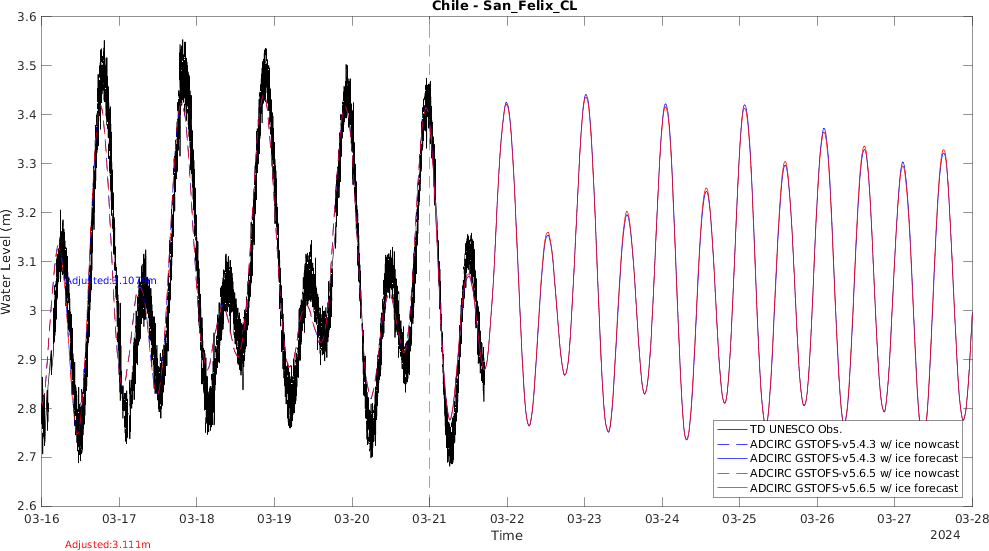 Chile - San_Felix_CL
3.6
3.5
3.4
3.3
3.2
3.1
3
2.9
2.8
2.7
2.6
Water Level (m)
Adjusted:3.107m
TD UNESCO Obs.
ADCIRC GSTOFS-v5.4.3 w/ ice nowcast
ADCIRC GSTOFS-v5.4.3 w/ ice forecast
ADCIRC GSTOFS-v5.6.5 w/ ice nowcast
ADCIRC GSTOFS-v5.6.5 w/ ice forecast
03-16 03-17 03-18 03-19 03-20 03-21 03-22 03-23 03-24 03-25 03-26 03-27 03-28
Time
2024
Adjusted:3.111m